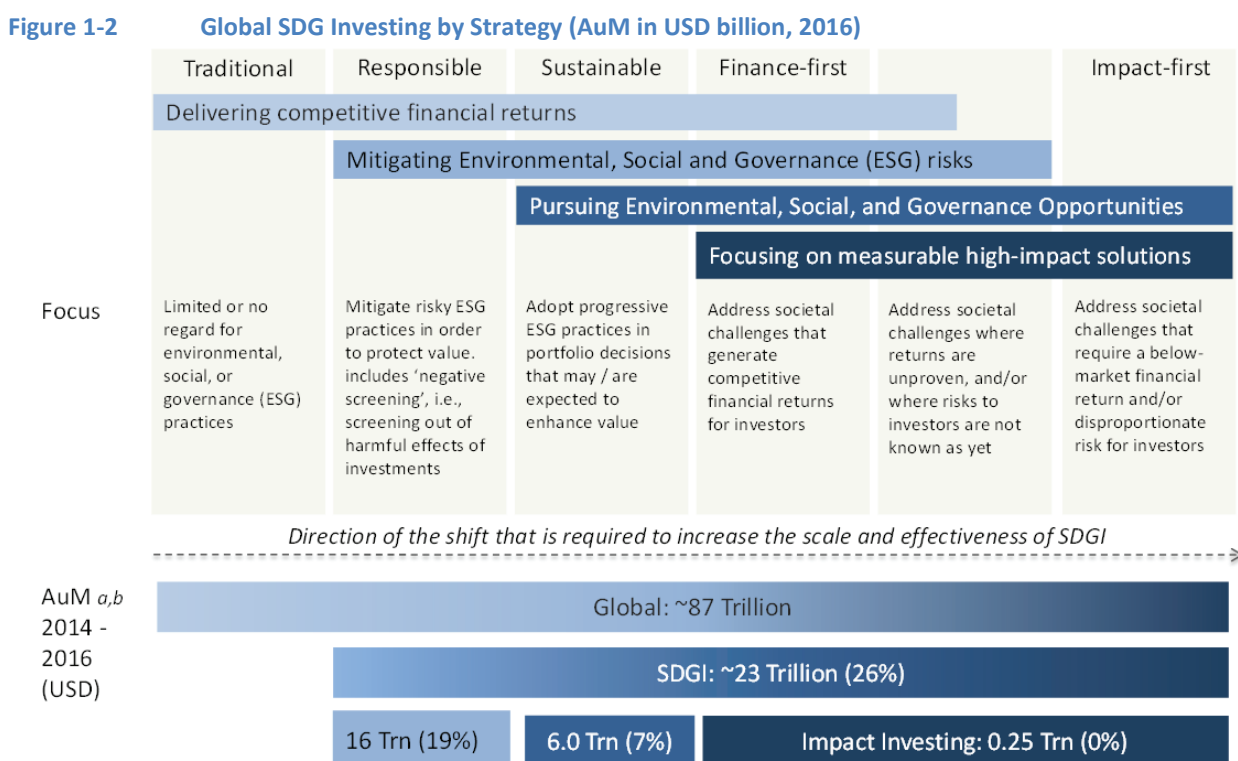 Figure 1-2 Global SDG Investing by Strategy (AuM in USD billion, 2016)
Traditional Responsible Sustainable Finance-first Impact-first
Delivering competitive financial returns
Mitigating Environmental, Social and Governance (ESG) risks
Pursuing Environmental, Social, and Governance Opportunities
Focusing on measurable high-impact solutions
Focus
Limited or no
regard for
environmental,
social, or
governance (ESG)
practices
Mitigate risky ESG
practices in order
to protect value.
includes ‘negative
screening’, i.e.,
screening out of
harmful effects of
investments
Adopt progressive
ESG practices in
portfolio decisions
that may / are
expected to
enhance value
Address societal
challenges that
generate
competitive
financial returns
for investors
Address societal
challenges where
returns are
unproven, and/or
where risks to
investors are not
known as yet
Address societal
challenges that
require a below-
market financial
return and/or
disproportionate
risk for investors
Direction of the shift that is required to increase the scale and effectiveness of SDGI
AuM a,b
2014 -
2016
(USD)
Global: ~87 Trillion
SDGI: ~23 Trillion (26%)
16 Trn (19%) 6.0 Trn (7%) Impact Investing: 0.25 Trn (0%)